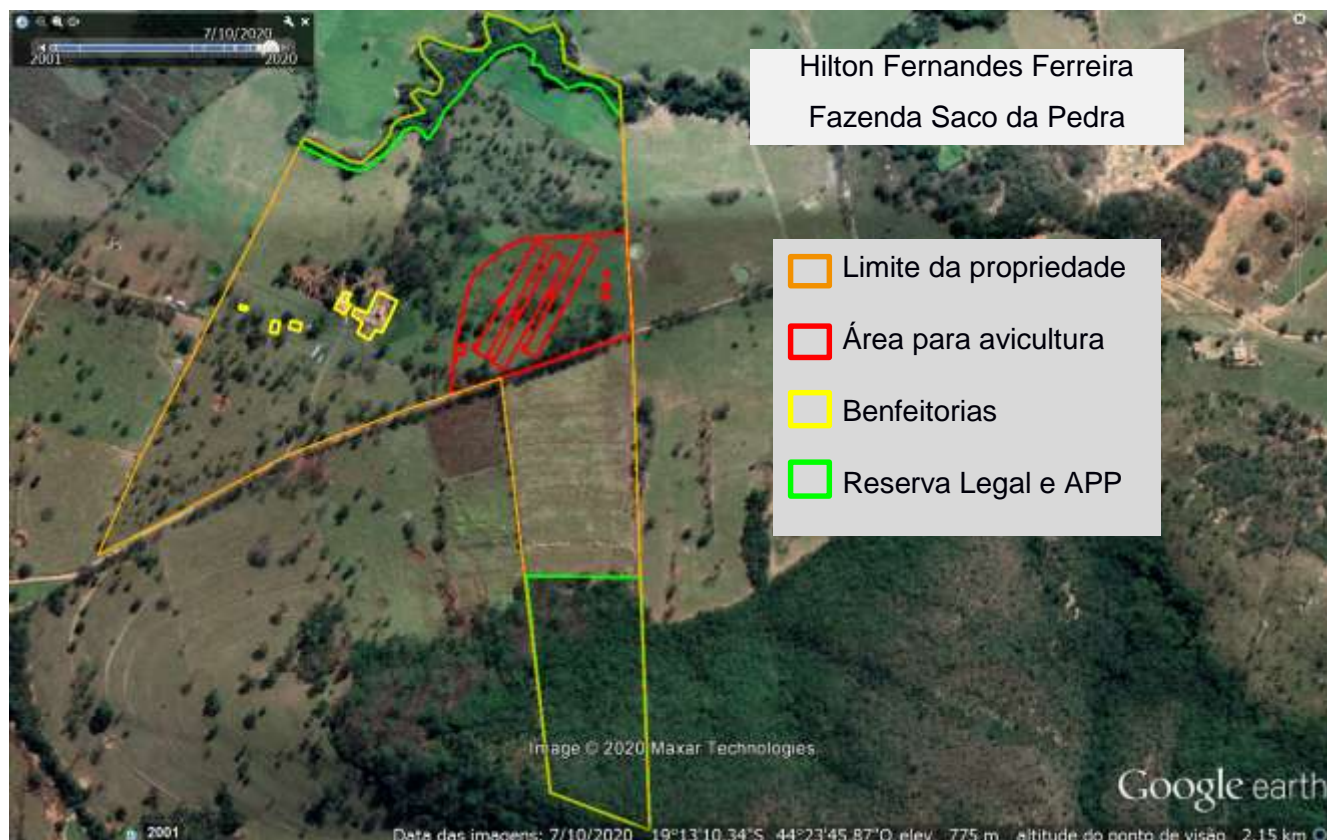 7/10/2020
2001 2020
Hilton Fernandes Ferreira
Fazenda Saco da Pedra
Limite da propriedade
Área para avicultura
Benfeitorias
Reserva Legal e APP
Image © 2020 Maxar Technologies
Google earth
2001
Data das imagens: 7/10/2020 19°13'10.34"S 44°23'45.87"O elev 775 m altitude do ponto de visão 2.15 km